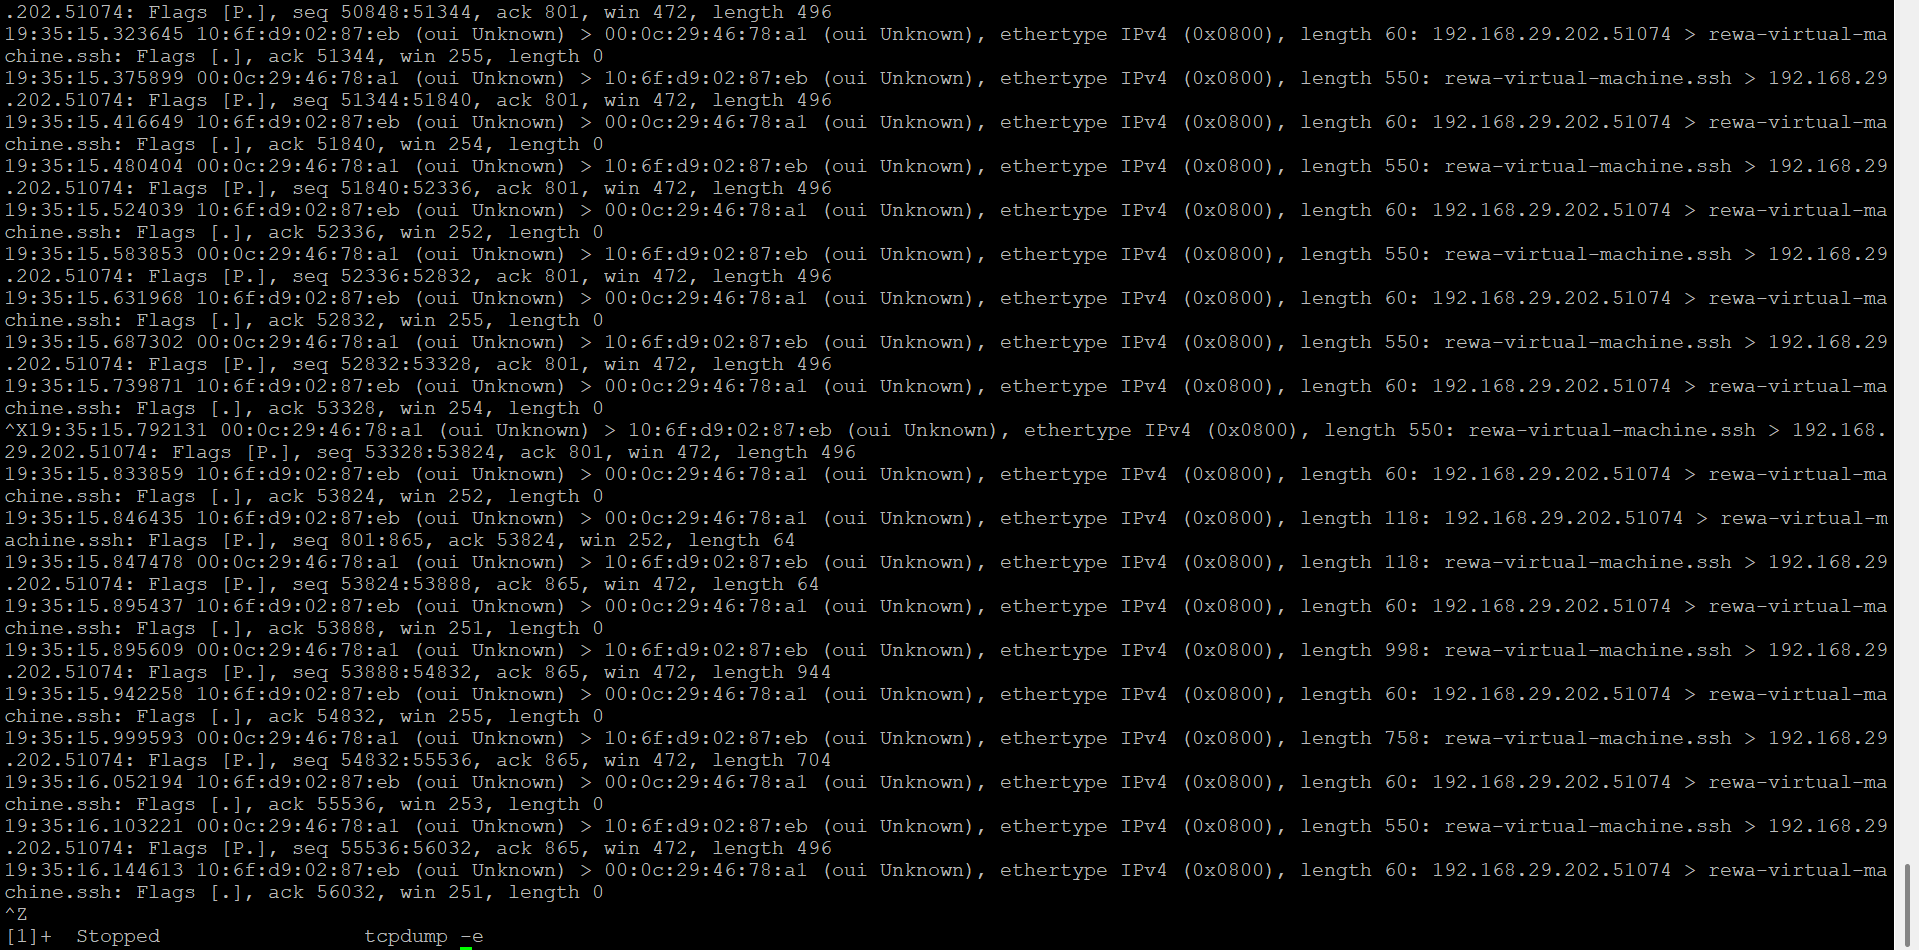 .202.51074: Flags [P.], seq 50848:51344, ack 801, win 472, length 496
19:35:15.323645 10:6f:d9:02:87:eb (oui Unknown) > 00:0c:29:46:78:a1 (oui Unknown), ethertype IPv4 (0x0800), length 60: 192.168.29.202.51074 > rewa-virtual-ma
chine.ssh: Flags [.], ack 51344, win 255, length 0
19:35:15.375899 00:0c:29:46:78:a1 (oui Unknown) > 10:6f:d9:02:87:eb (oui Unknown), ethertype IPv4 (0x0800), length 550: rewa-virtual-machine.ssh > 192.168.29
.202.51074: Flags [P.], seq 51344:51840, ack 801, win 472, length 496
19:35:15.416649 10:6f:d9:02:87:eb (oui Unknown) > 00:0c:29:46:78:a1 (oui Unknown), ethertype IPv4 (0x0800), length 60: 192.168.29.202.51074 > rewa-virtual-ma
chine.ssh: Flags [.], ack 51840, win 254, length 0
19:35:15.480404 00:0c:29:46:78:a1 (oui Unknown) > 10:6f:d9:02:87:eb (oui Unknown), ethertype IPv4 (0x0800), length 550: rewa-virtual-machine.ssh > 192.168.29
.202.51074: Flags [P.], seq 51840:52336, ack 801, win 472, length 496
19:35:15.524039 10:6f:d9:02:87:eb (oui Unknown) > 00:0c:29:46:78:a1 (oui Unknown), ethertype IPv4 (0x0800), length 60: 192.168.29.202.51074 > rewa-virtual-ma
chine.ssh: Flags [.], ack 52336, win 252, length 0
19:35:15.583853 00:0c:29:46:78:a1 (oui Unknown) > 10:6f:d9:02:87:eb (oui Unknown), ethertype IPv4 (0x0800), length 550: rewa-virtual-machine.ssh > 192.168.29
.202.51074: Flags [P.], seq 52336:52832, ack 801, win 472, length 496
19:35:15.631968 10:6f:d9:02:87:eb (oui Unknown) > 00:0c:29:46:78:a1 (oui Unknown), ethertype IPv4 (0x0800), length 60: 192.168.29.202.51074 > rewa-virtual-ma
chine.ssh: Flags [.], ack 52832, win 255, length 0
19:35:15.687302 00:0c:29:46:78:a1 (oui Unknown) > 10:6f:d9:02:87:eb (oui Unknown), ethertype IPv4 (0x0800), length 550: rewa-virtual-machine.ssh > 192.168.29
.202.51074: Flags [P.], seq 52832:53328, ack 801, win 472, length 496
19:35:15.739871 10:6f:d9:02:87:eb (oui Unknown) > 00:0c:29:46:78:a1 (oui Unknown), ethertype IPv4 (0x0800), length 60: 192.168.29.202.51074 > rewa-virtual-ma
chine.ssh: Flags [.], ack 53328, win 254, length 0
^X19:35:15.792131 00:0c:29:46:78:a1 (oui Unknown) > 10:6f:d9:02:87:eb (oui Unknown), ethertype IPv4 (0x0800), length 550: rewa-virtual-machine.ssh > 192.168.
29.202.51074: Flags [P.], seq 53328:53824, ack 801, win 472, length 496
19:35:15.833859 10:6f:d9:02:87:eb (oui Unknown) > 00:0c:29:46:78:a1 (oui Unknown), ethertype IPv4 (0x0800), length 60: 192.168.29.202.51074 > rewa-virtual-ma
chine.ssh: Flags [.], ack 53824, win 252, length 0
19:35:15.846435 10:6f:d9:02:87:eb (oui Unknown) > 00:0c:29:46:78:a1 (oui Unknown), ethertype IPv4 (0x0800), length 118: 192.168.29.202.51074 > rewa-virtual-m
achine.ssh: Flags [P.], seq 801:865, ack 53824, win 252, length 64
19:35:15.847478 00:0c:29:46:78:a1 (oui Unknown) > 10:6f:d9:02:87:eb (oui Unknown), ethertype IPv4 (0x0800), length 118: rewa-virtual-machine.ssh > 192.168.29
.202.51074: Flags [P.], seq 53824:53888, ack 865, win 472, length 64
19:35:15.895437 10:6f:d9:02:87:eb (oui Unknown) > 00:0c:29:46:78:a1 (oui Unknown), ethertype IPv4 (0x0800), length 60: 192.168.29.202.51074 > rewa-virtual-ma
chine.ssh: Flags [.], ack 53888, win 251, length 0
19:35:15.895609 00:0c:29:46:78:a1 (oui Unknown) > 10:6f:d9:02:87:eb (oui Unknown), ethertype IPv4 (0x0800), length 998: rewa-virtual-machine.ssh > 192.168.29
.202.51074: Flags [P.], seq 53888:54832, ack 865, win 472, length 944
19:35:15.942258 10:6f:d9:02:87:eb (oui Unknown) > 00:0c:29:46:78:a1 (oui Unknown), ethertype IPv4 (0x0800), length 60: 192.168.29.202.51074 > rewa-virtual-ma
chine.ssh: Flags [.], ack 54832, win 255, length 0
19:35:15.999593 00:0c:29:46:78:a1 (oui Unknown) > 10:6f:d9:02:87:eb (oui Unknown), ethertype IPv4 (0x0800), length 758: rewa-virtual-machine.ssh > 192.168.29
.202.51074: Flags [P.], seq 54832:55536, ack 865, win 472, length 704
19:35:16.052194 10:6f:d9:02:87:eb (oui Unknown) > 00:0c:29:46:78:a1 (oui Unknown), ethertype IPv4 (0x0800), length 60: 192.168.29.202.51074 > rewa-virtual-ma
chine.ssh: Flags [.], ack 55536, win 253, length 0
19:35:16.103221 00:0c:29:46:78:a1 (oui Unknown) > 10:6f:d9:02:87:eb (oui Unknown), ethertype IPv4 (0x0800), length 550: rewa-virtual-machine.ssh > 192.168.29
.202.51074: Flags [P.], seq 55536:56032, ack 865, win 472, length 496
19:35:16.144613 10:6f:d9:02:87:eb (oui Unknown) > 00:0c:29:46:78:a1 (oui Unknown), ethertype IPv4 (0x0800), length 60: 192.168.29.202.51074 > rewa-virtual-ma
chine.ssh: Flags [.], ack 56032, win 251, length 0
^Z
[1]+  Stopped                 tcpdump -e